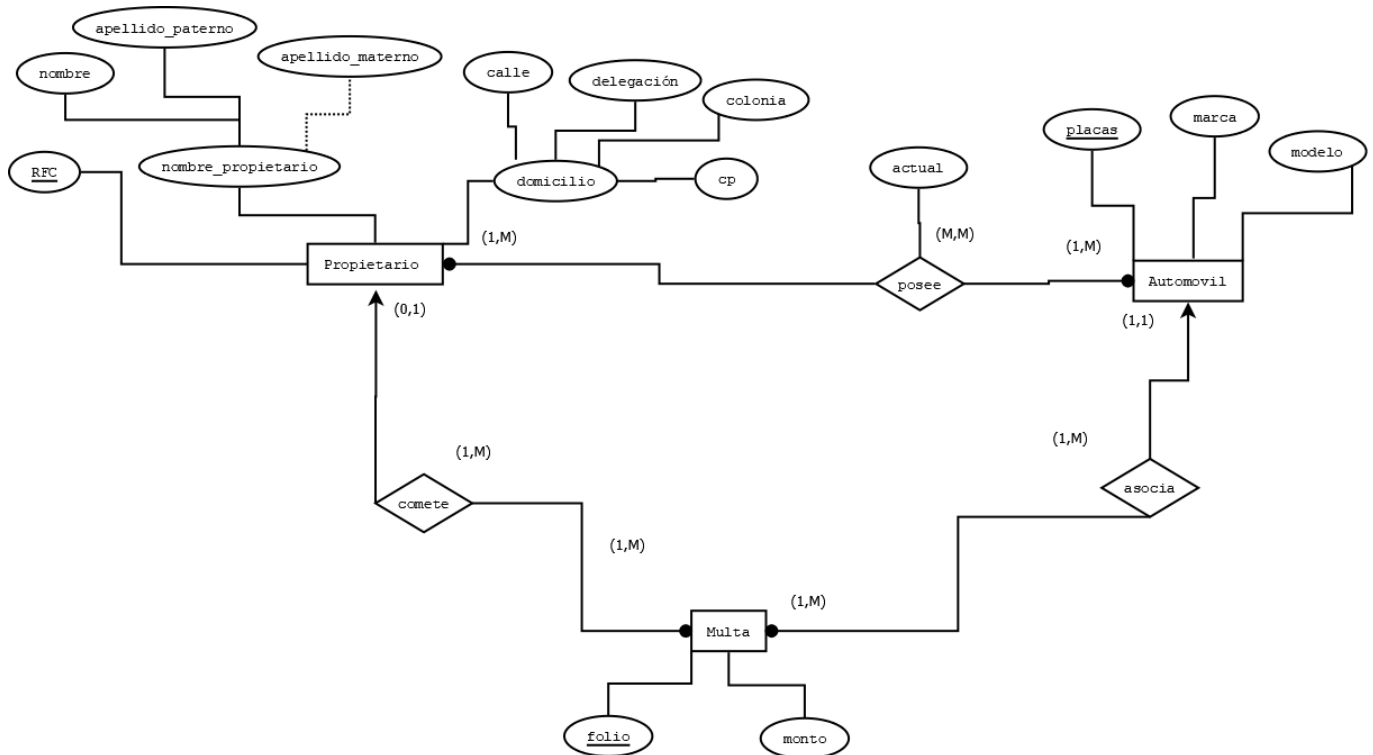 apellido_paterno
apellido_materno
nombre
calle
delegación
colonia
placas
marca
modelo
RFC
nombre_propietario
domicilio
cp
actual
(1,M)
(M,M)
(1,M)
Propietario
posee
Automovil
(0,1)
(1,1)
(1,M)
(1,M)
comete
asocia
(1,M)
(1,M)
Multa
folio
monto